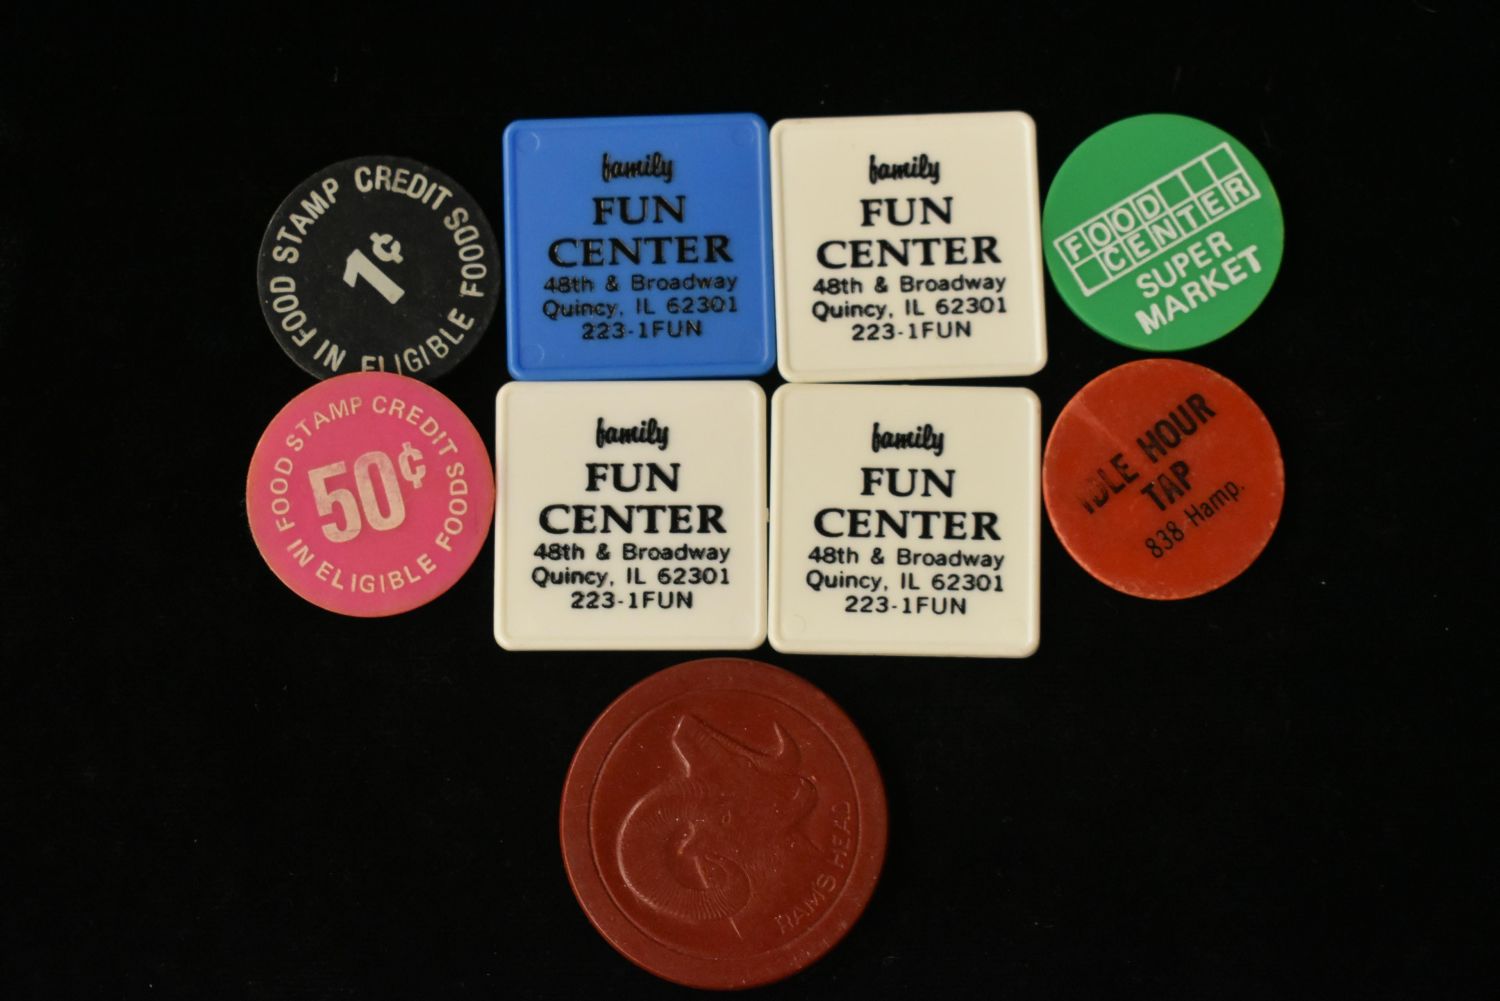 FOOD STAMP CREDIT
IN ELIGIBLE FOODS
1¢
family
FUN
CENTER
48th & Broadway
Quincy, IL 62301
223-1FUN
family
FUN
CENTER
48th & Broadway
Quincy, IL 62301
223-1FUN
FOOD
CENTER
SUPER
MARKET
FOOD STAMP CREDIT
IN ELIGIBLE FOODS
50¢
family
FUN
CENTER
48th & Broadway
Quincy, IL 62301
223-1FUN
family
FUN
CENTER
48th & Broadway
Quincy, IL 62301
223-1FUN
IDLE HOUR
TAP
838 Hamp.
RAM'S HEAD